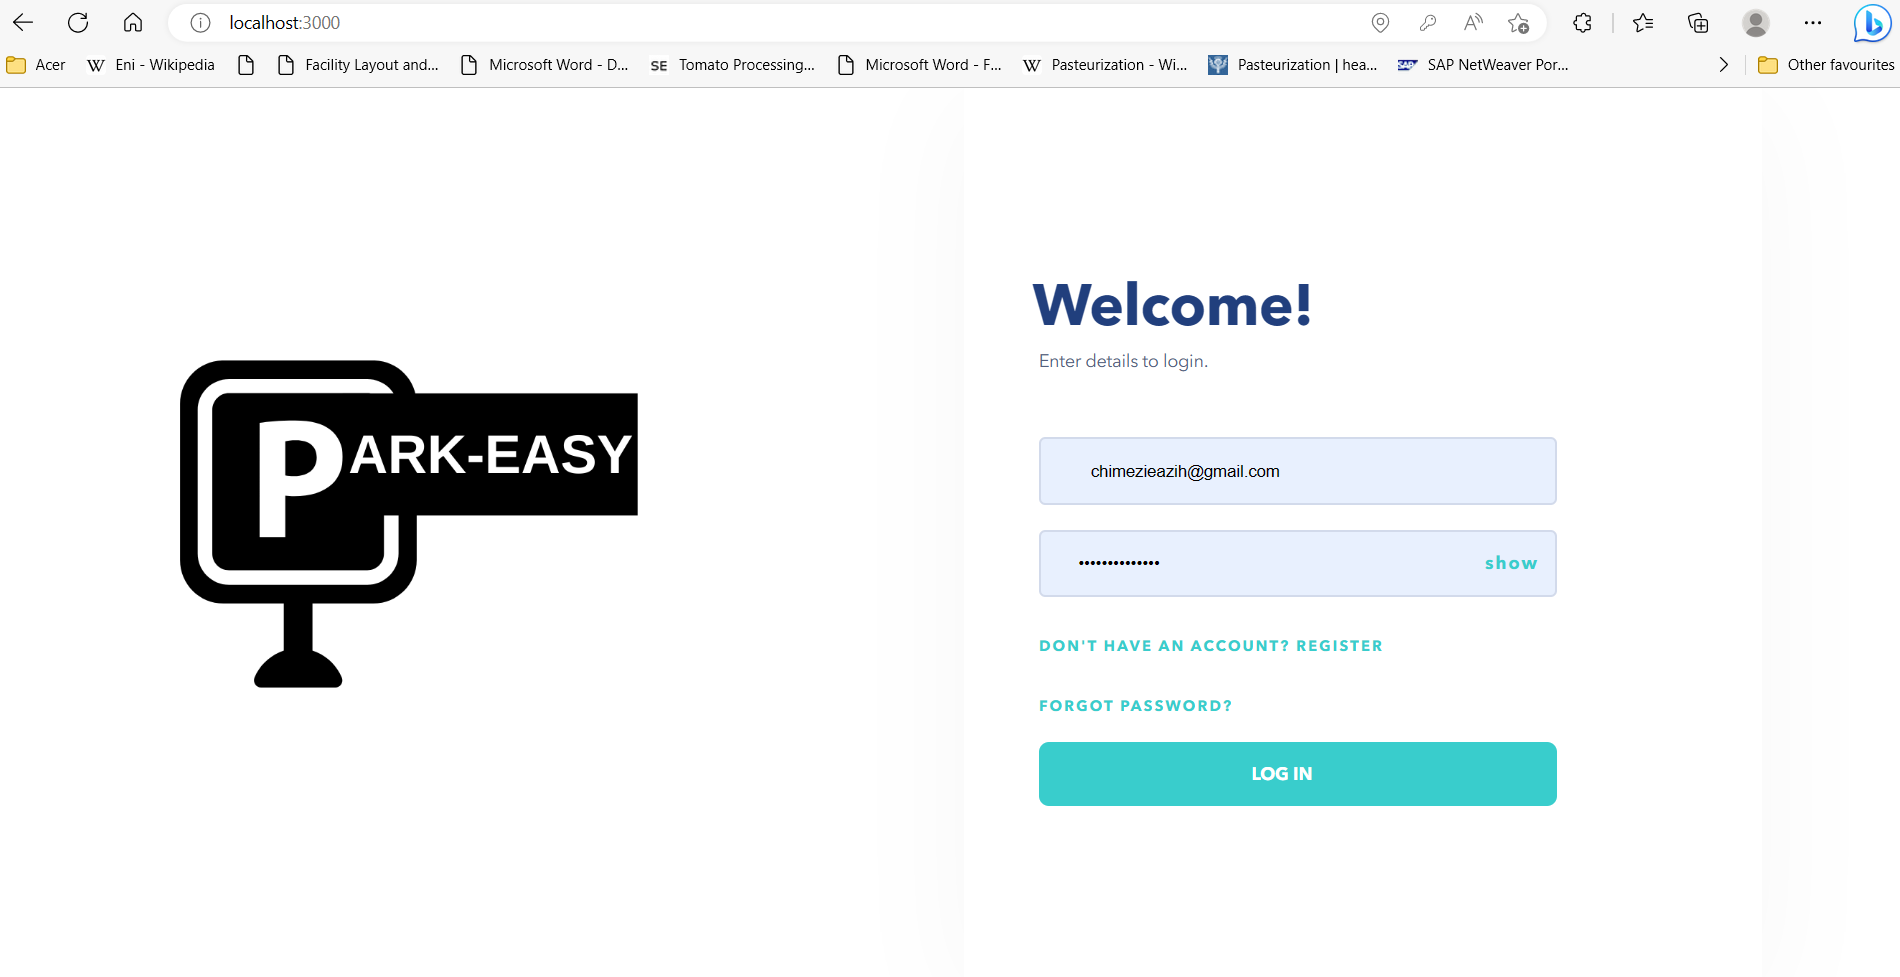 localhost:3000
Acer
Eni - Wikipedia
Facility Layout and...
Microsoft Word - D...
SE
Tomato Processing...
Microsoft Word - F...
W
Pasteurization - Wi...
Pasteurization | hea...
SAP
SAP NetWeaver Por...
Other favourites
PARK-EASY
Welcome!
Enter details to login.
chimezieazih@gmail.com
••••••••••••••
show
DON'T HAVE AN ACCOUNT? REGISTER
FORGOT PASSWORD?
LOG IN